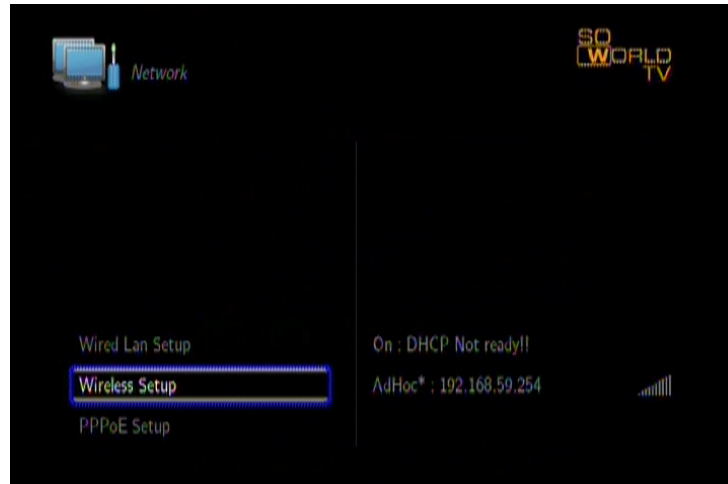 Network
SO
WORLD
TV
Wired Lan Setup
On : DHCP Not ready!!
Wireless Setup
AdHoc* : 192.168.59.254
PPPoE Setup